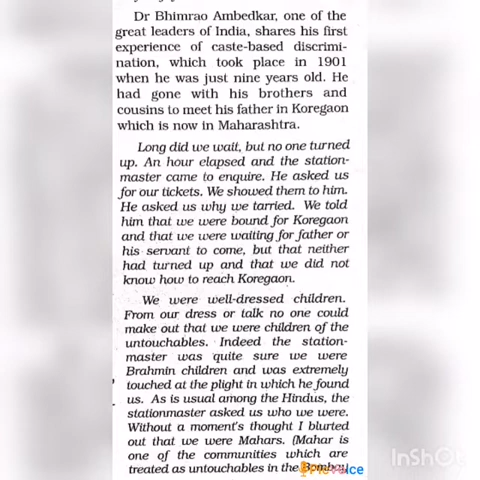 Dr Bhimrao Ambedkar, one of the
great leaders of India, shares his first
experience of caste-based discrimi-
nation, which took place in 1901
when he was just nine years old. He
had gone with his brothers and
cousins to meet his father in Koregaon
which is now in Maharashtra.
Long did we wait, but no one turned
up. An hour elapsed and the station-
master came to enquire. He asked us
for our tickets. We showed them to him.
He asked us why we tarried. We told
him that we were bound for Koregaon
and that we were waiting for father or
his servant to come, but that neither
had turned up and that we did not
know how to reach Koregaon.
We were well-dressed children.
From our dress or talk no one could
make out that we were children of the
untouchables. Indeed the station-
master was quite sure we were
Brahmin children and was extremely
touched at the plight in which he found
us. As is usual among the Hindus, the
stationmaster asked us who we were.
Without a moment's thought I blurted
out that we were Mahars. (Mahar is
one of the communities which are
treated as untouchables in the Bombay
InShOt